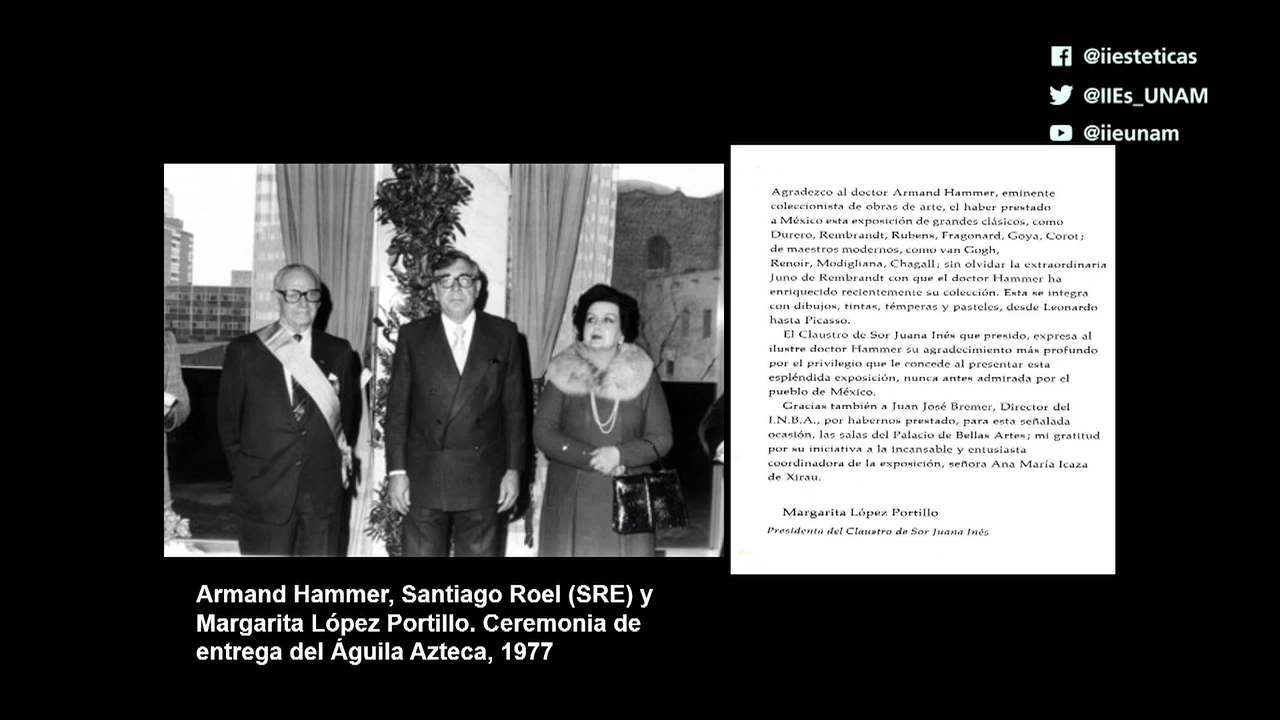 @iiesteticas
@IIEs_UNAM
@iieunam
Agradezco al doctor Armand Hammer, eminente
coleccionista de obras de arte, el haber prestado
a México esta exposición de grandes clásicos, como
Durero, Rembrandt, Rubens, Fragonard, Goya, Corot;
de maestros modernos, como van Gogh,
Renoir, Modigliana, Chagall; sin olvidar la extraordinaria
Juno de Rembrandt con que el doctor Hammer ha
enriquecido recientemente su colección. Esta se integra
con dibujos, tintas, témperas y pasteles, desde Leonardo
hasta Picasso.
El Claustro de Sor Juana Inés que presido, expresa al
ilustre doctor Hammer su agradecimiento más profundo
por el privilegio que le concede al presentar esta
espléndida exposición, nunca antes admirada por el
pueblo de México.
Gracias también a Juan José Bremer, Director del
I.N.B.A., por habernos prestado, para esta señalada
ocasión, las salas del Palacio de Bellas Artes; mi gratitud
por su iniciativa a la incansable y entusiasta
coordinadora de la exposición, señora Ana María Icaza
de Xirau.
Margarita López Portillo
Presidenta del Claustro de Sor Juana Inés
Armand Hammer, Santiago Roel (SRE) y
Margarita López Portillo. Ceremonia de
entrega del Águila Azteca, 1977